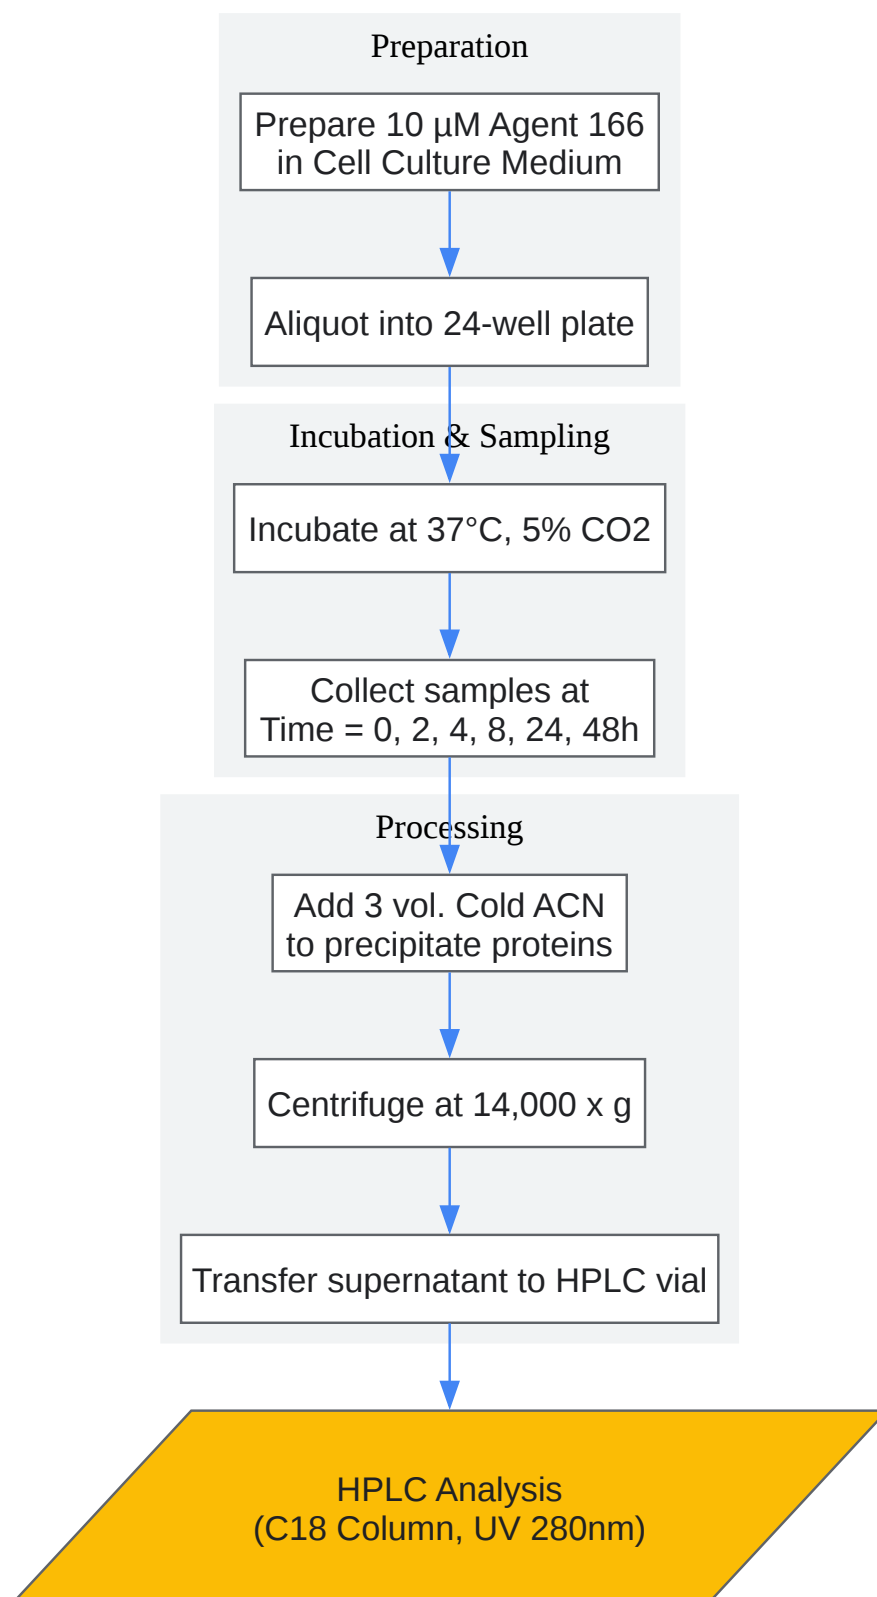 Preparation
Prepare 10 µM Agent 166
in Cell Culture Medium
Aliquot into 24-well plate
Incubation & Sampling
Incubate at 37°C, 5% CO2
Collect samples at
Time = 0, 2, 4, 8, 24, 48h
Processing
Add 3 vol. Cold ACN
to precipitate proteins
Centrifuge at 14,000 x g
Transfer supernatant to HPLC vial
HPLC Analysis
(C18 Column, UV 280nm)